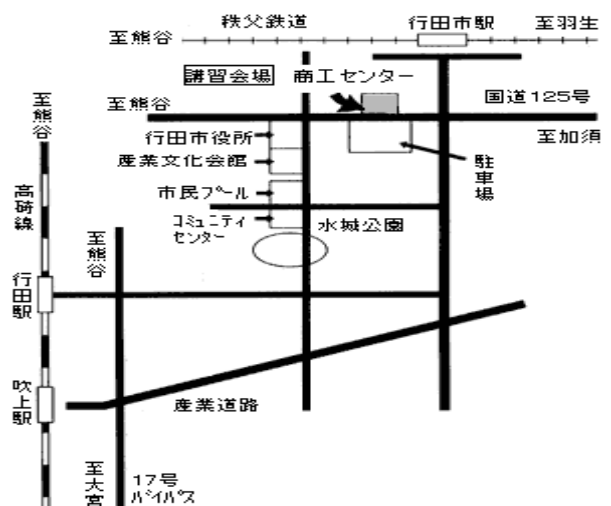 秩父鉄道
行田市駅
至羽生
至熊谷
講習会場
商工センター
国道125号
至熊谷
至加須
行田市役所
産業文化会館
駐車場
市民プール
コミュニティ
センター
水城公園
至熊谷
高崎線
至熊谷
行田駅
吹上駅
産業道路
至大宮
17号
バイパス